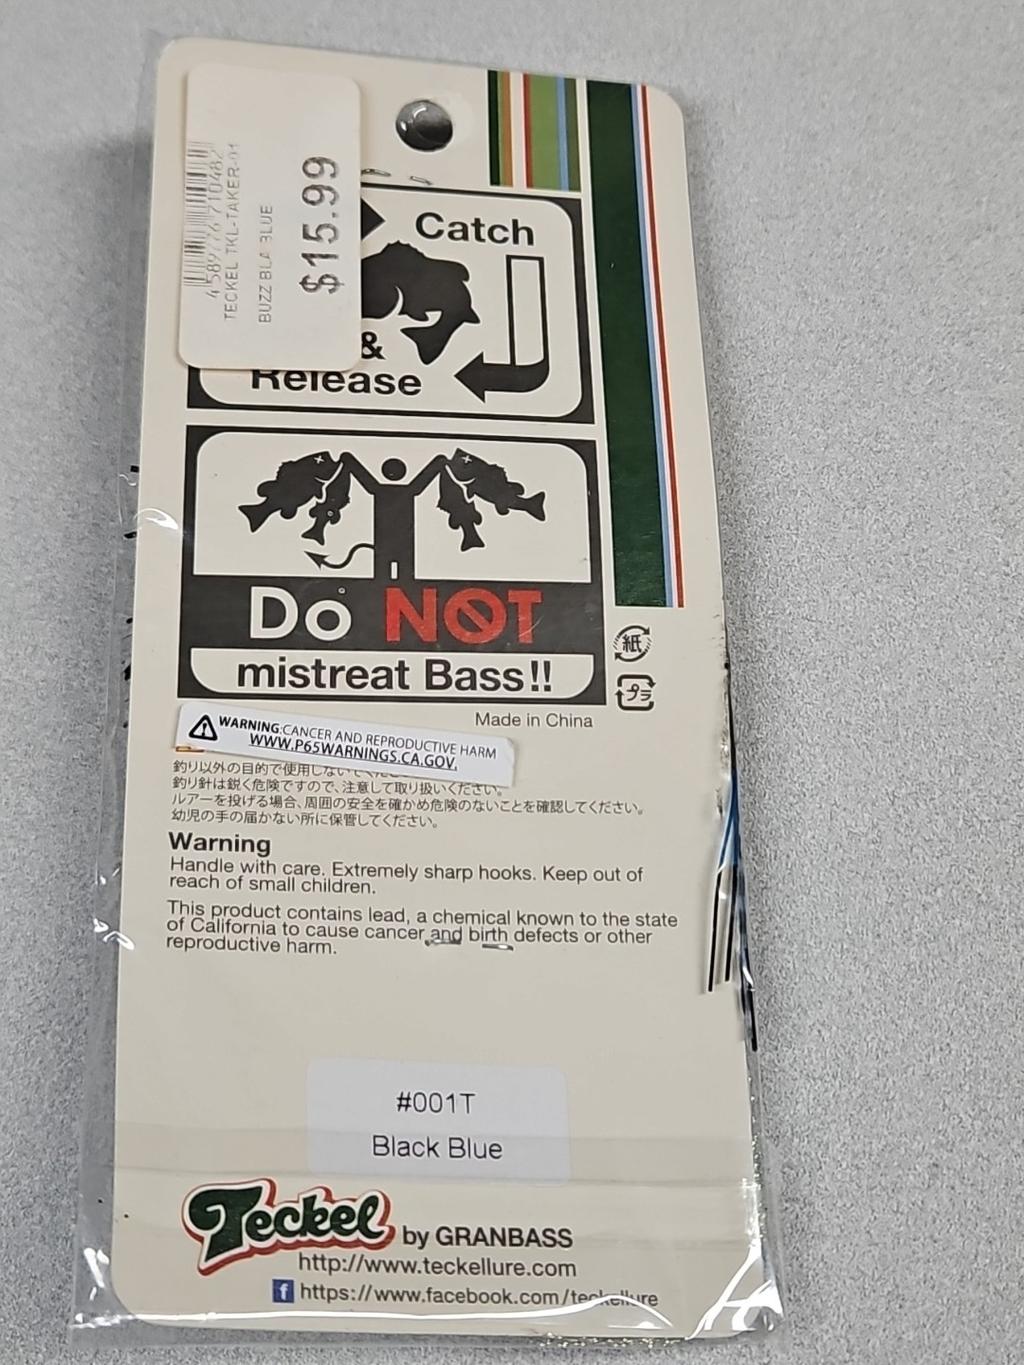 4 589776 710482
TECKEL TKL-TAKER-01
BUZZ BLA BLUE
$15.99
Catch
&
Release
Do NOT
mistreat Bass!!
紙
プラ
Made in China
WARNING:CANCER AND REPRODUCTIVE HARM
WWW.P65WARNINGS.CA.GOV.
釣り以外の目的で使用しないでくだ
釣り針は鋭く危険ですので、注意して取り扱いください。
ルアーを投げる場合、周囲の安全を確かめ危険のないことを確認してください。
幼児の手の届かない所に保管してください。
Warning
Handle with care. Extremely sharp hooks. Keep out of
reach of small children.
This product contains lead, a chemical known to the state
of California to cause cancer and birth defects or other
reproductive harm.
#001T
Black Blue
Teckel by GRANBASS
http://www.teckellure.com
f https://www.facebook.com/teckellure